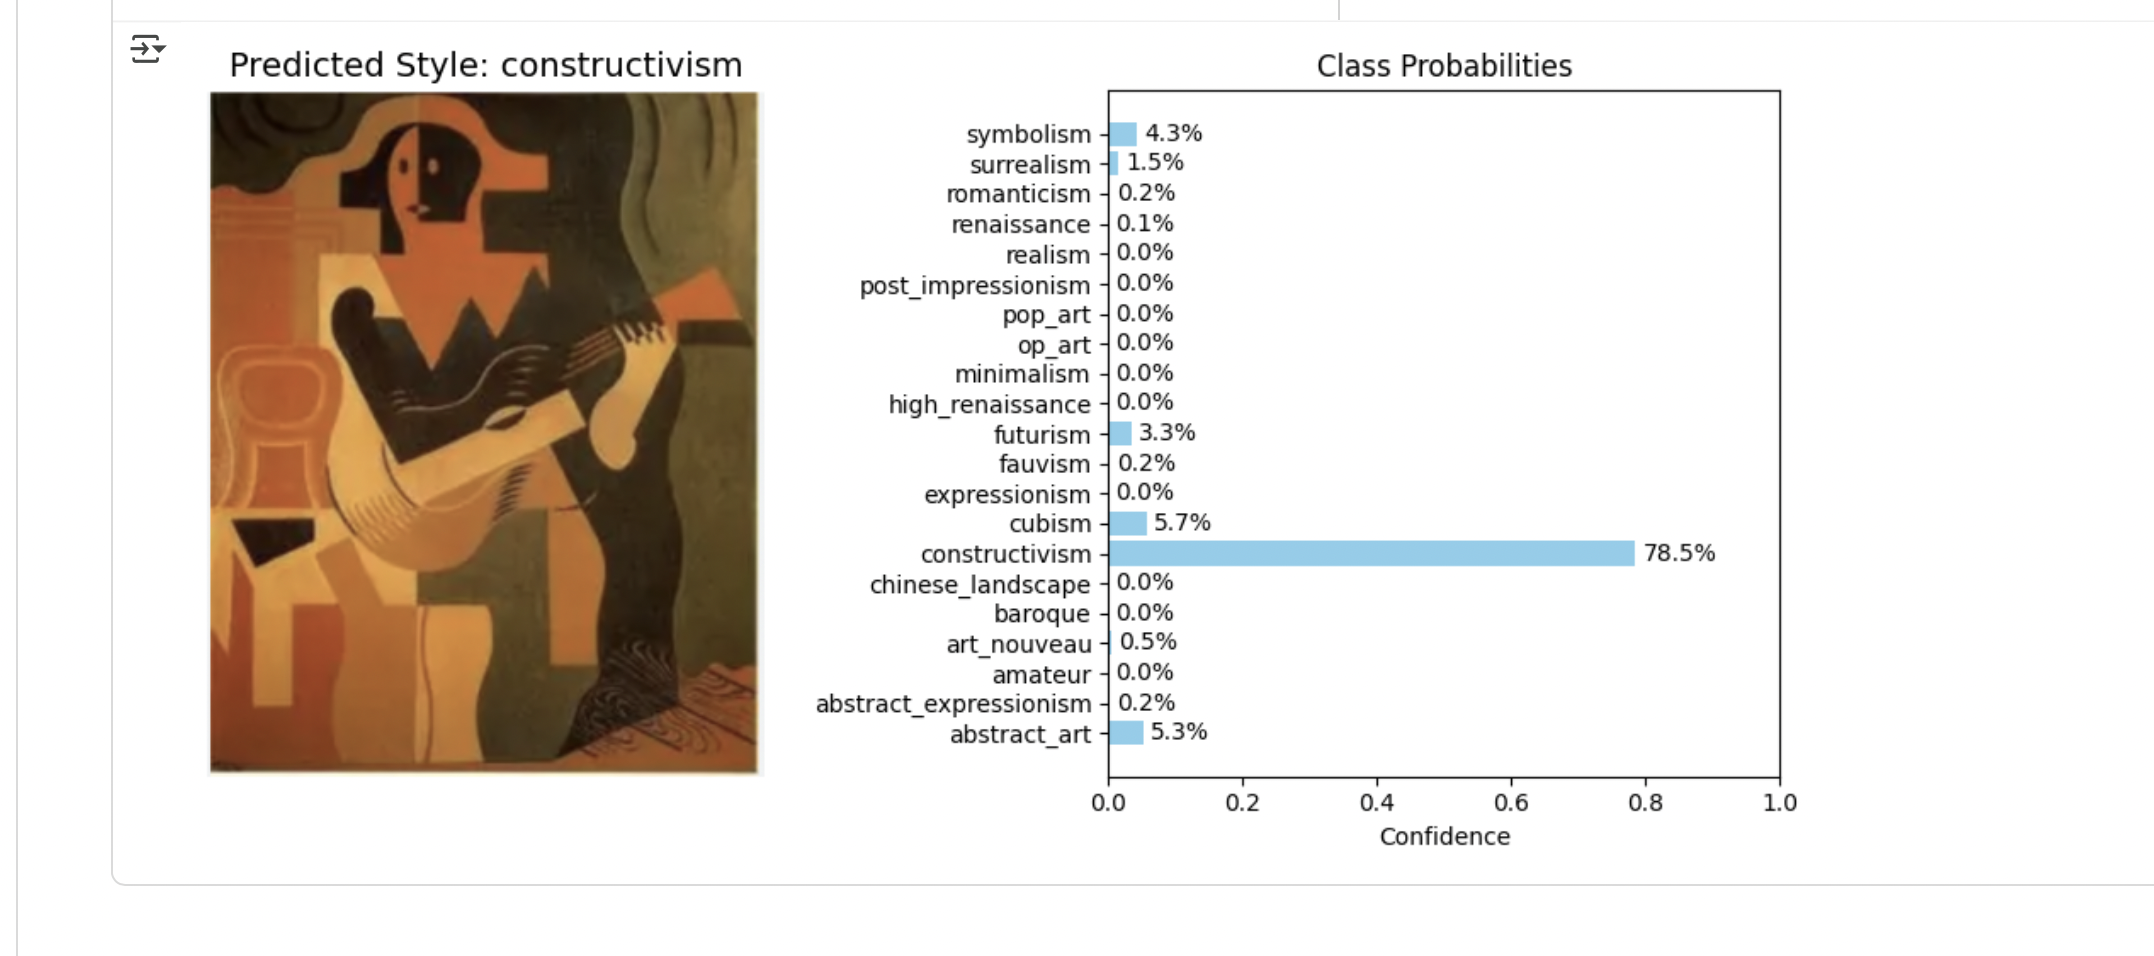 Predicted Style: constructivism
Class Probabilities
symbolism 4.3%
surrealism 1.5%
romanticism 0.2%
renaissance 0.1%
realism 0.0%
post_impressionism 0.0%
pop_art 0.0%
op_art 0.0%
minimalism 0.0%
high_renaissance 0.0%
futurism 3.3%
fauvism 0.2%
expressionism 0.0%
cubism 5.7%
constructivism 78.5%
chinese_landscape 0.0%
baroque 0.0%
art_nouveau 0.5%
amateur 0.0%
abstract_expressionism 0.2%
abstract_art 5.3%
0.0 0.2 0.4 0.6 0.8 1.0
Confidence